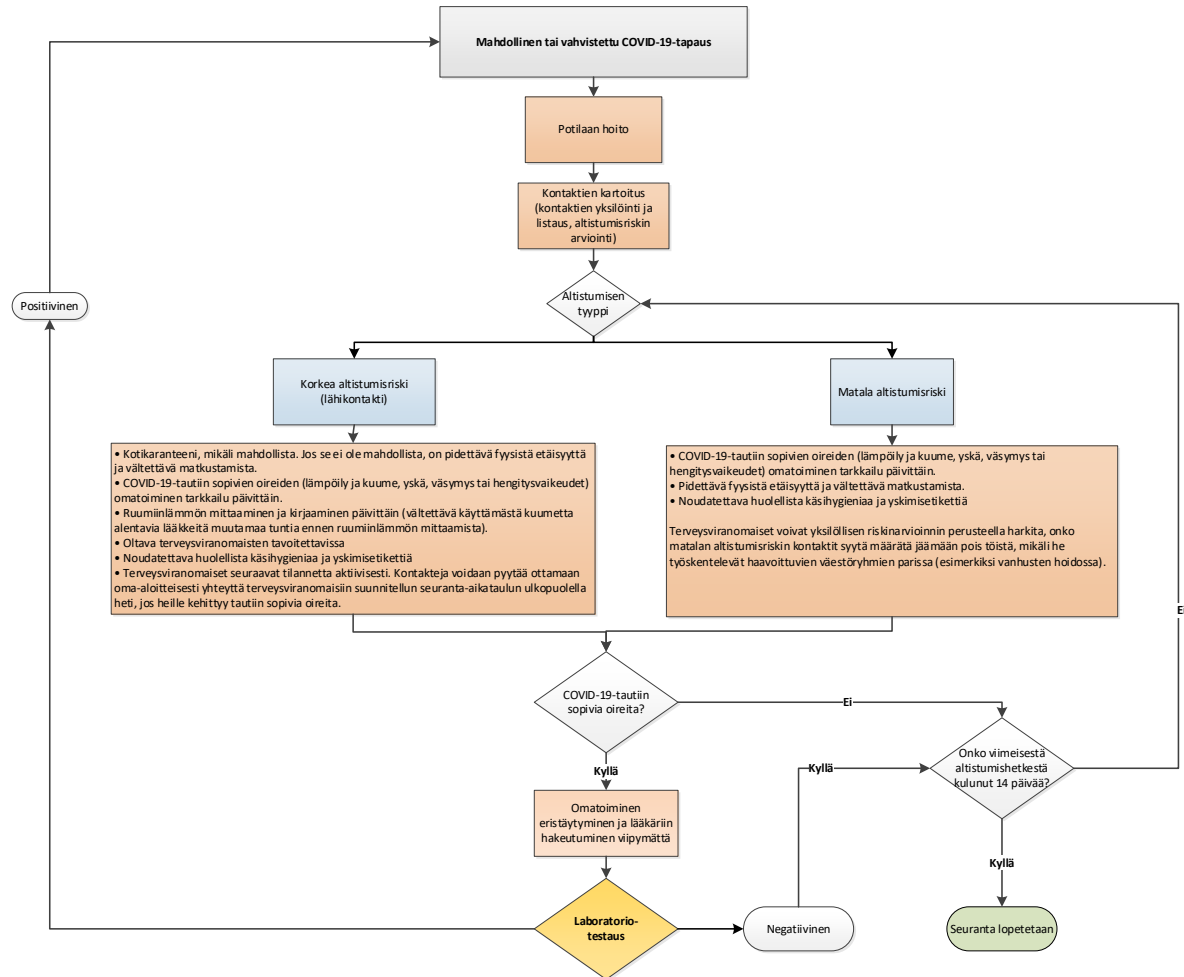 Mahdollinen tai vahvistettu COVID-19-tapaus
Potilaan hoito
Kontaktien kartoitus
(kontaktien yksilöinti ja
listaus, altistumisriskin
arviointi)
Positiivinen
Altistumisen
tyyppi
Korkea altistumisriski
(lähikontakti)
Matala altistumisriski
• Kotikaranteeni, mikäli mahdollista. Jos se ei ole mahdollista, on pidettävä fyysistä etäisyyttä
ja vältettävä matkustamista.
• COVID-19-tautiin sopivien oireiden (lämpöily ja kuume, yskä, väsymys tai hengitysvaikeudet)
omatoiminen tarkkailu päivittäin.
• Ruumiinlämmön mittaaminen ja kirjaaminen päivittäin (vältettävä käyttämästä kuumetta
alentavia lääkkeitä muutamaa tuntia ennen ruumiinlämmön mittaamista).
• Oltava terveysviranomaisten tavoitettavissa
• Noudatettava huolellista käsihygieniaa ja yskimisetikettiä
• Terveysviranomaiset seuraavat tilannetta aktiivisesti. Kontakteja voidaan pyytää ottamaan
oma-aloitteisesti yhteyttä terveysviranomaisiin suunnitellun seuranta-aikataulun ulkopuolella
heti, jos heille kehittyy tautiin sopivia oireita.
• COVID-19-tautiin sopivien oireiden (lämpöily ja kuume, yskä, väsymys tai
hengitysvaikeudet) omatoiminen tarkkailu päivittäin.
• Pidettävä fyysistä etäisyyttä ja vältettävä matkustamista.
• Noudatettava huolellista käsihygieniaa ja yskimisetikettiä
Terveysviranomaiset voivat yksilöllisen riskinarvioinnin perusteella harkita, onko
matalan altistumisriskin kontaktit syytä määrätä jäämään pois töistä, mikäli he
työskentelevät haavoittuvien väestöryhmien parissa (esimerkiksi vanhusten hoidossa).
Ei
COVID-19-tautiin
sopivia oireita?
Ei
Onko viimeisestä
altistumishetkestä
kulunut 14 päivää?
Kyllä
Kyllä
Omatoiminen
eristäytyminen ja lääkäriin
hakeutuminen viipymättä
Kyllä
Laboratorio-
testaus
Negatiivinen
Seuranta lopetetaan